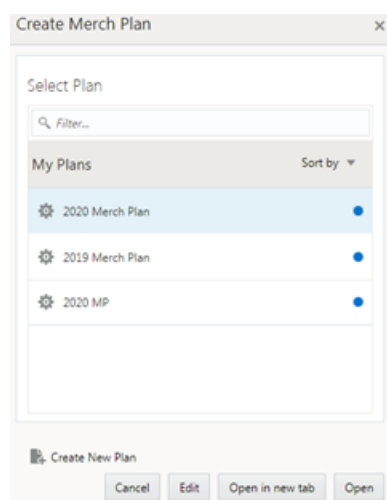 Create Merch Plan
Select Plan
Filter...
My Plans Sort by
2020 Merch Plan
2019 Merch Plan
2020 MP
Create New Plan
Cancel Edit Open in new tab Open